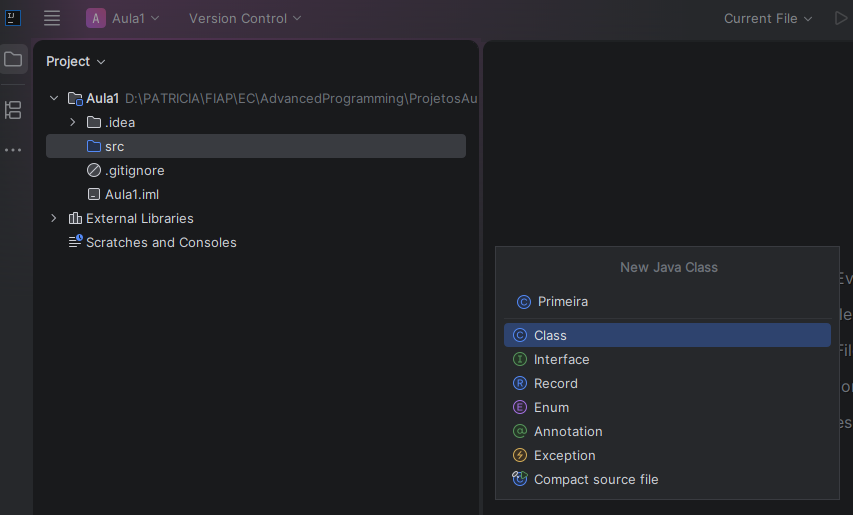 IJ
A Aula1 Version Control Current File
Project
Aula1 D:\PATRICIA\FIAP\EC\AdvancedProgramming\ProjetosAu
.idea
src
.gitignore
Aula1.iml
External Libraries
Scratches and Consoles
New Java Class
C Primeira
C Class
I Interface
R Record
E Enum
@ Annotation
Exception
Compact source file